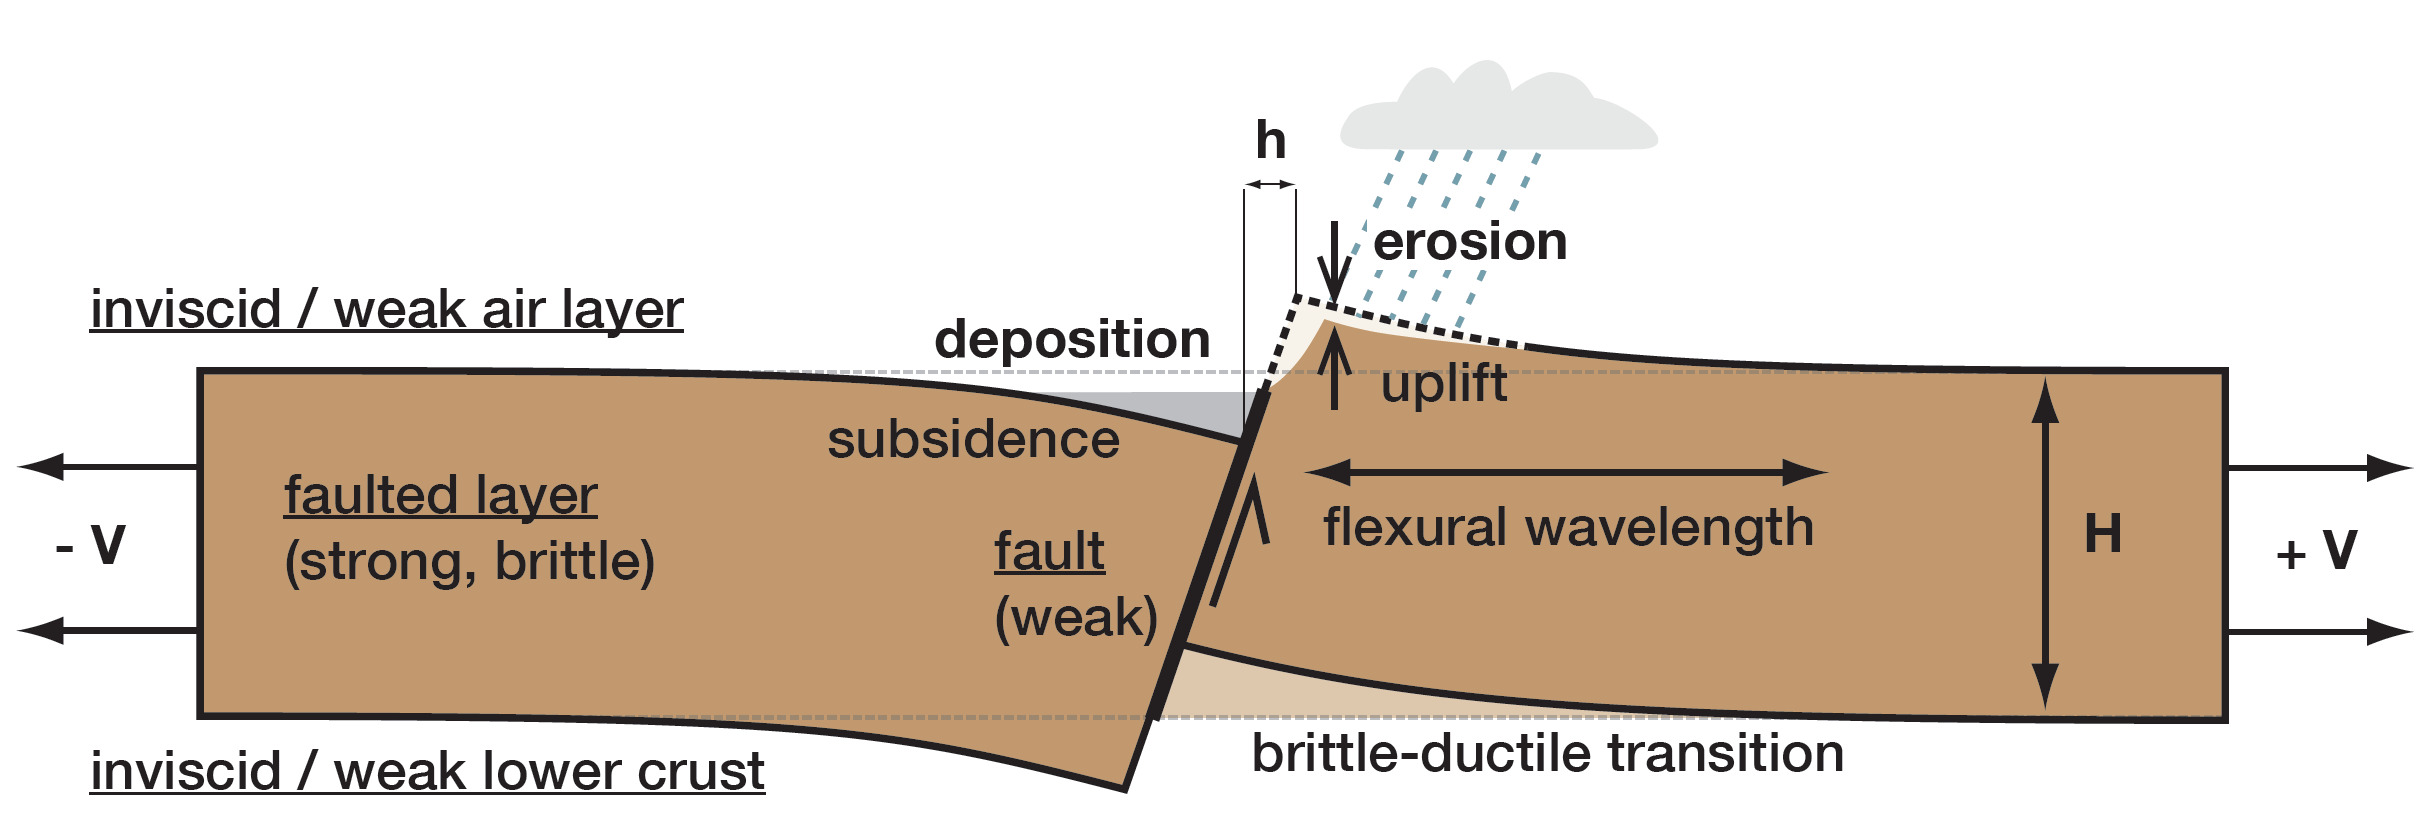 h
erosion
inviscid / weak air layer
deposition
uplift
subsidence
faulted layer
(strong, brittle)
flexural wavelength
- V
fault
(weak)
H
+ V
inviscid / weak lower crust
brittle-ductile transition